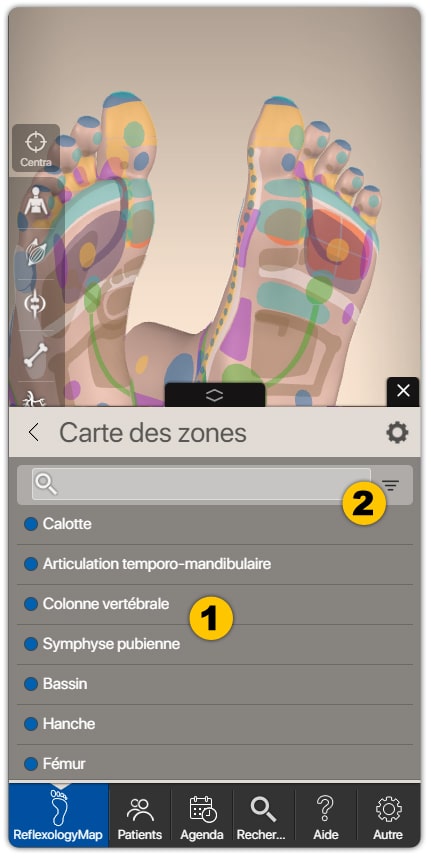 Centra
Carte des zones
2
Calotte
Articulation temporo-mandibulaire
Colonne vertébrale
1
Symphyse pubienne
Bassin
Hanche
Fémur
ReflexologyMap
Patients
Agenda
Recher...
Aide
Autre